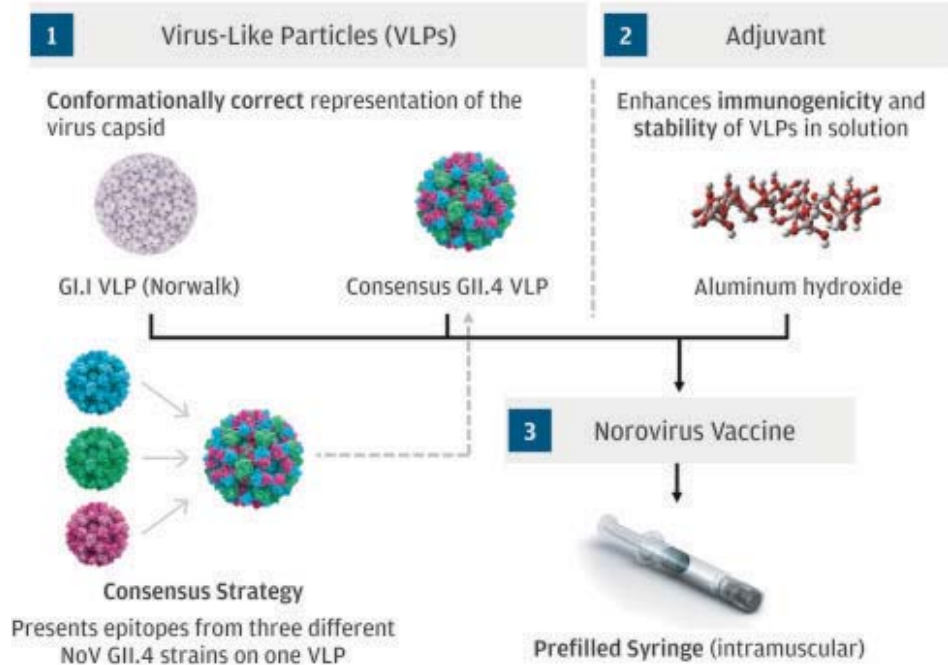 1 Virus-Like Particles (VLPs)
2 Adjuvant
Conformationally correct representation of the
virus capsid
Enhances immunogenicity and
stability of VLPs in solution
GI.I VLP (Norwalk)
Consensus GII.4 VLP
Aluminum hydroxide
3 Norovirus Vaccine
Consensus Strategy
Presents epitopes from three different
NoV GII.4 strains on one VLP
Prefilled Syringe (intramuscular)